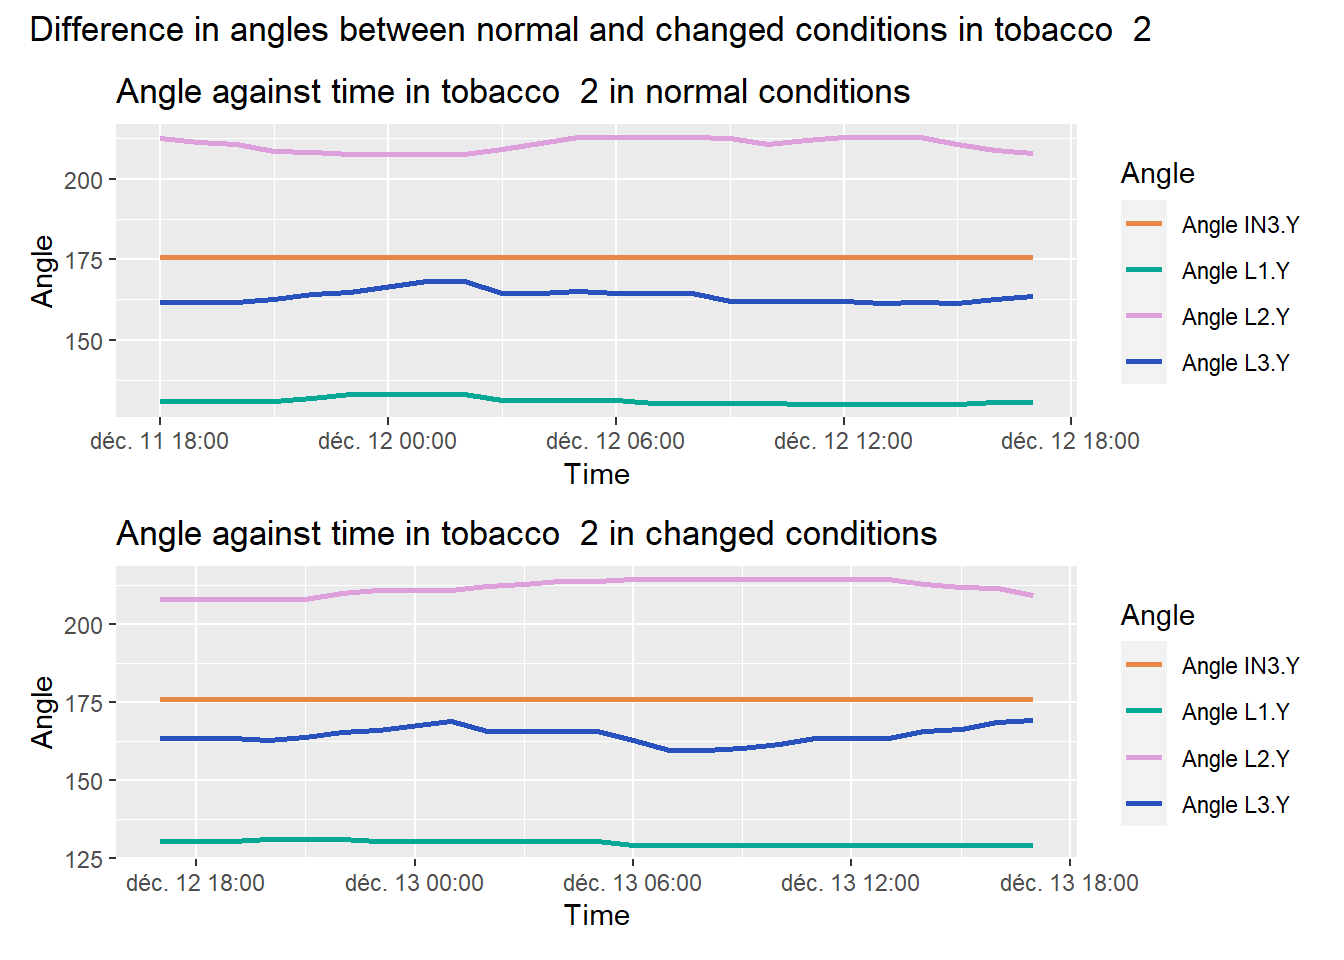 Difference in angles between normal and changed conditions in tobacco  2
Angle against time in tobacco  2 in normal conditions
Angle
200
175
150
déc. 11 18:00
déc. 12 00:00
déc. 12 06:00
déc. 12 12:00
déc. 12 18:00
Time
Angle
Angle IN3.Y
Angle L1.Y
Angle L2.Y
Angle L3.Y
Angle against time in tobacco  2 in changed conditions
Angle
200
175
150
125
déc. 12 18:00
déc. 13 00:00
déc. 13 06:00
déc. 13 12:00
déc. 13 18:00
Time
Angle
Angle IN3.Y
Angle L1.Y
Angle L2.Y
Angle L3.Y